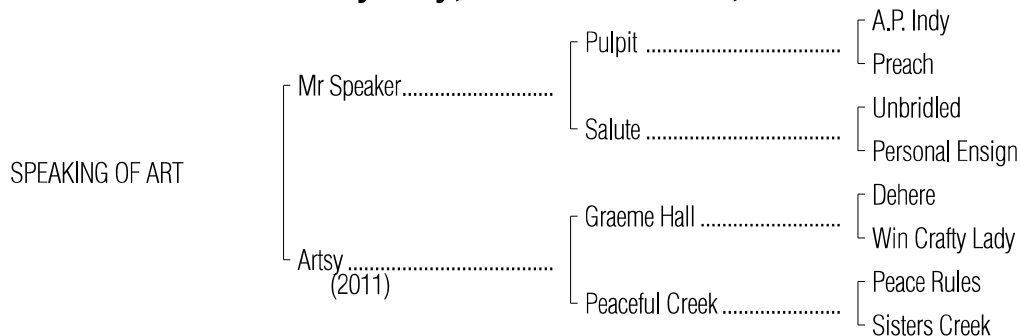 A.P. Indy
Pulpit ............................................
Preach
Mr Speaker..................................
Unbridled
Salute ............................................
Personal Ensign
SPEAKING OF ART
Dehere
Graeme Hall ................................
Win Crafty Lady
Artsy ..............................................
(2011)
Peace Rules
Peaceful Creek ...........................
Sisters Creek